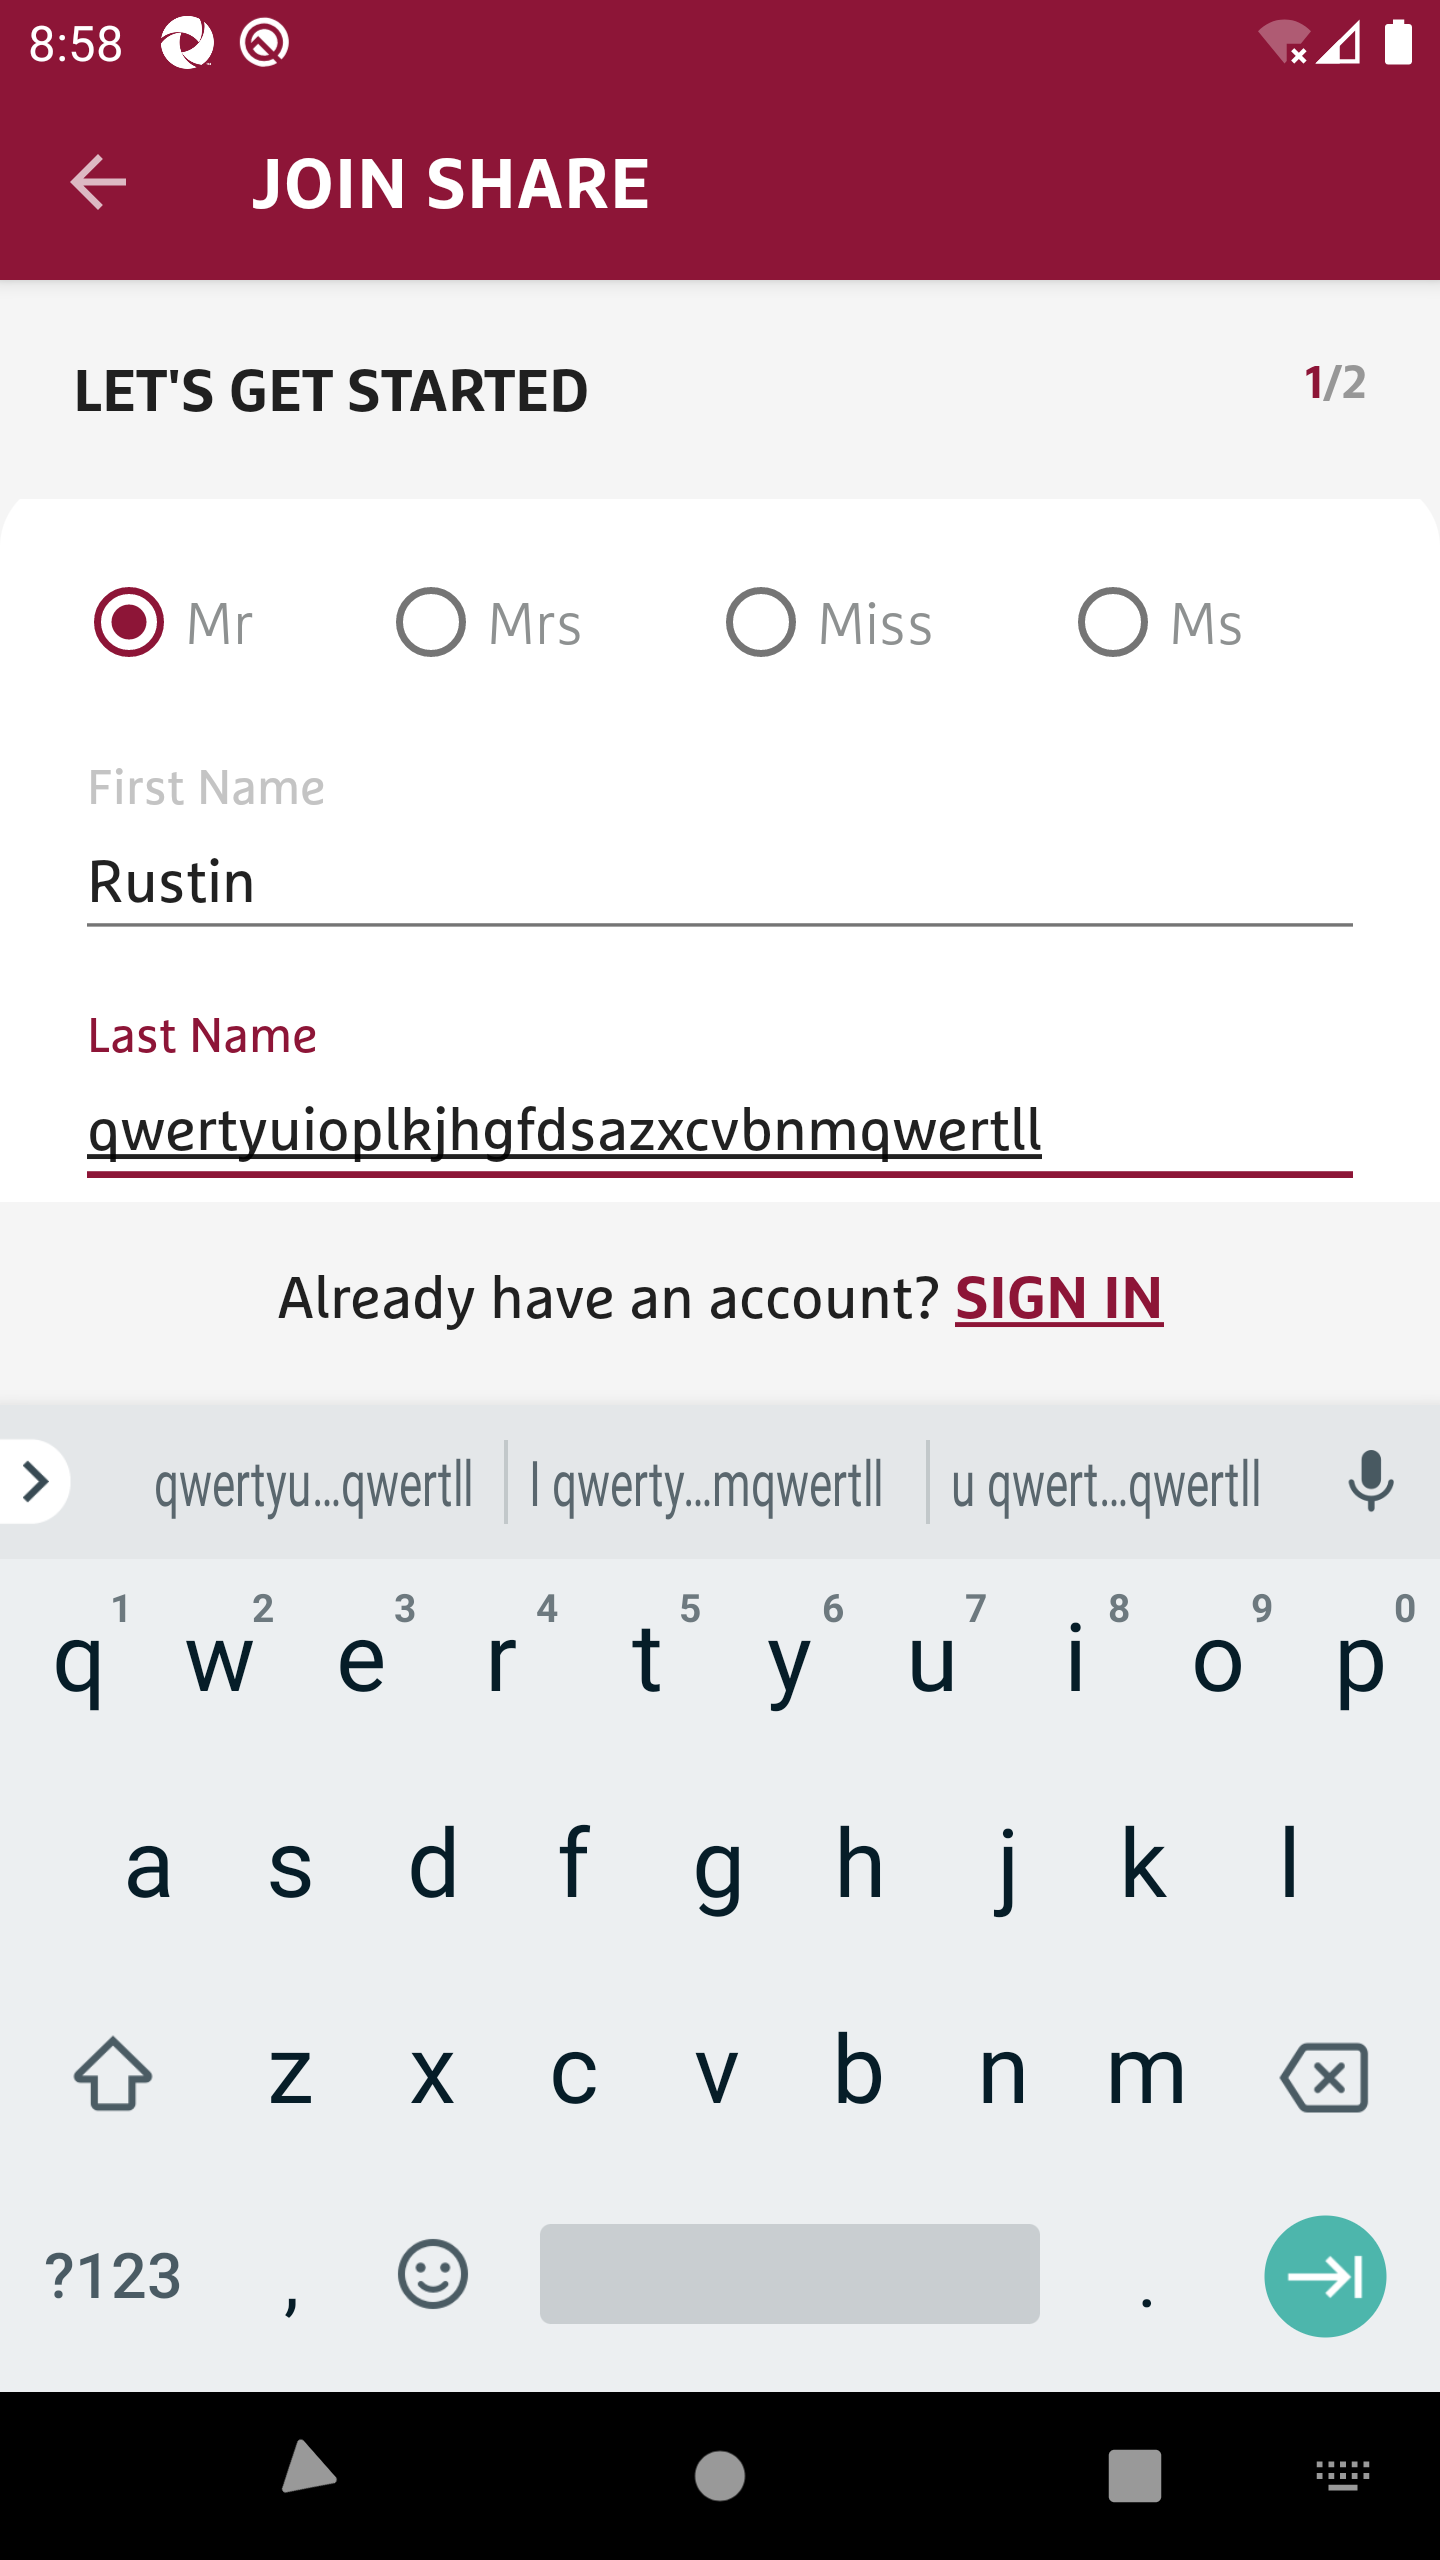 8:58
JOIN SHARE
LET'S GET STARTED
1/2
Mr Mrs Miss Ms
First Name
Rustin
Last Name
qwertyuioplkjhgfdsazxcvbnmqwertll
Already have an account? SIGN IN
qwertyu...qwertll l qwerty...mqwertll u qwert...qwertll
1 2 3 4 5 6 7 8 9 0
q w e r t y u i o p
a s d f g h j k l
z x c v b n m
?123 , .